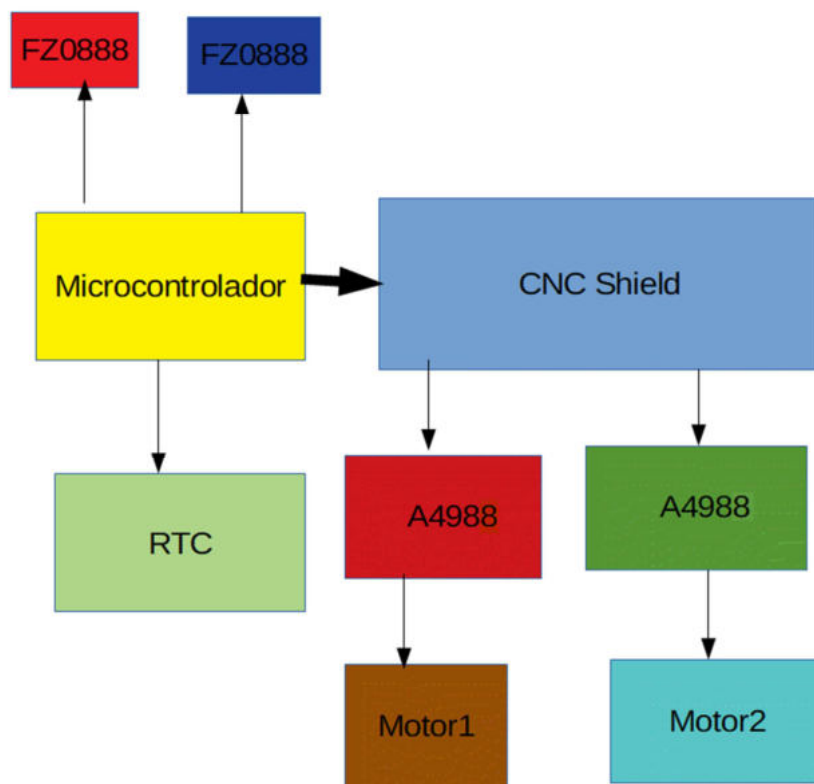 FZ0888
FZ0888
Microcontrolador
CNC Shield
RTC
A4988
A4988
Motor1
Motor2